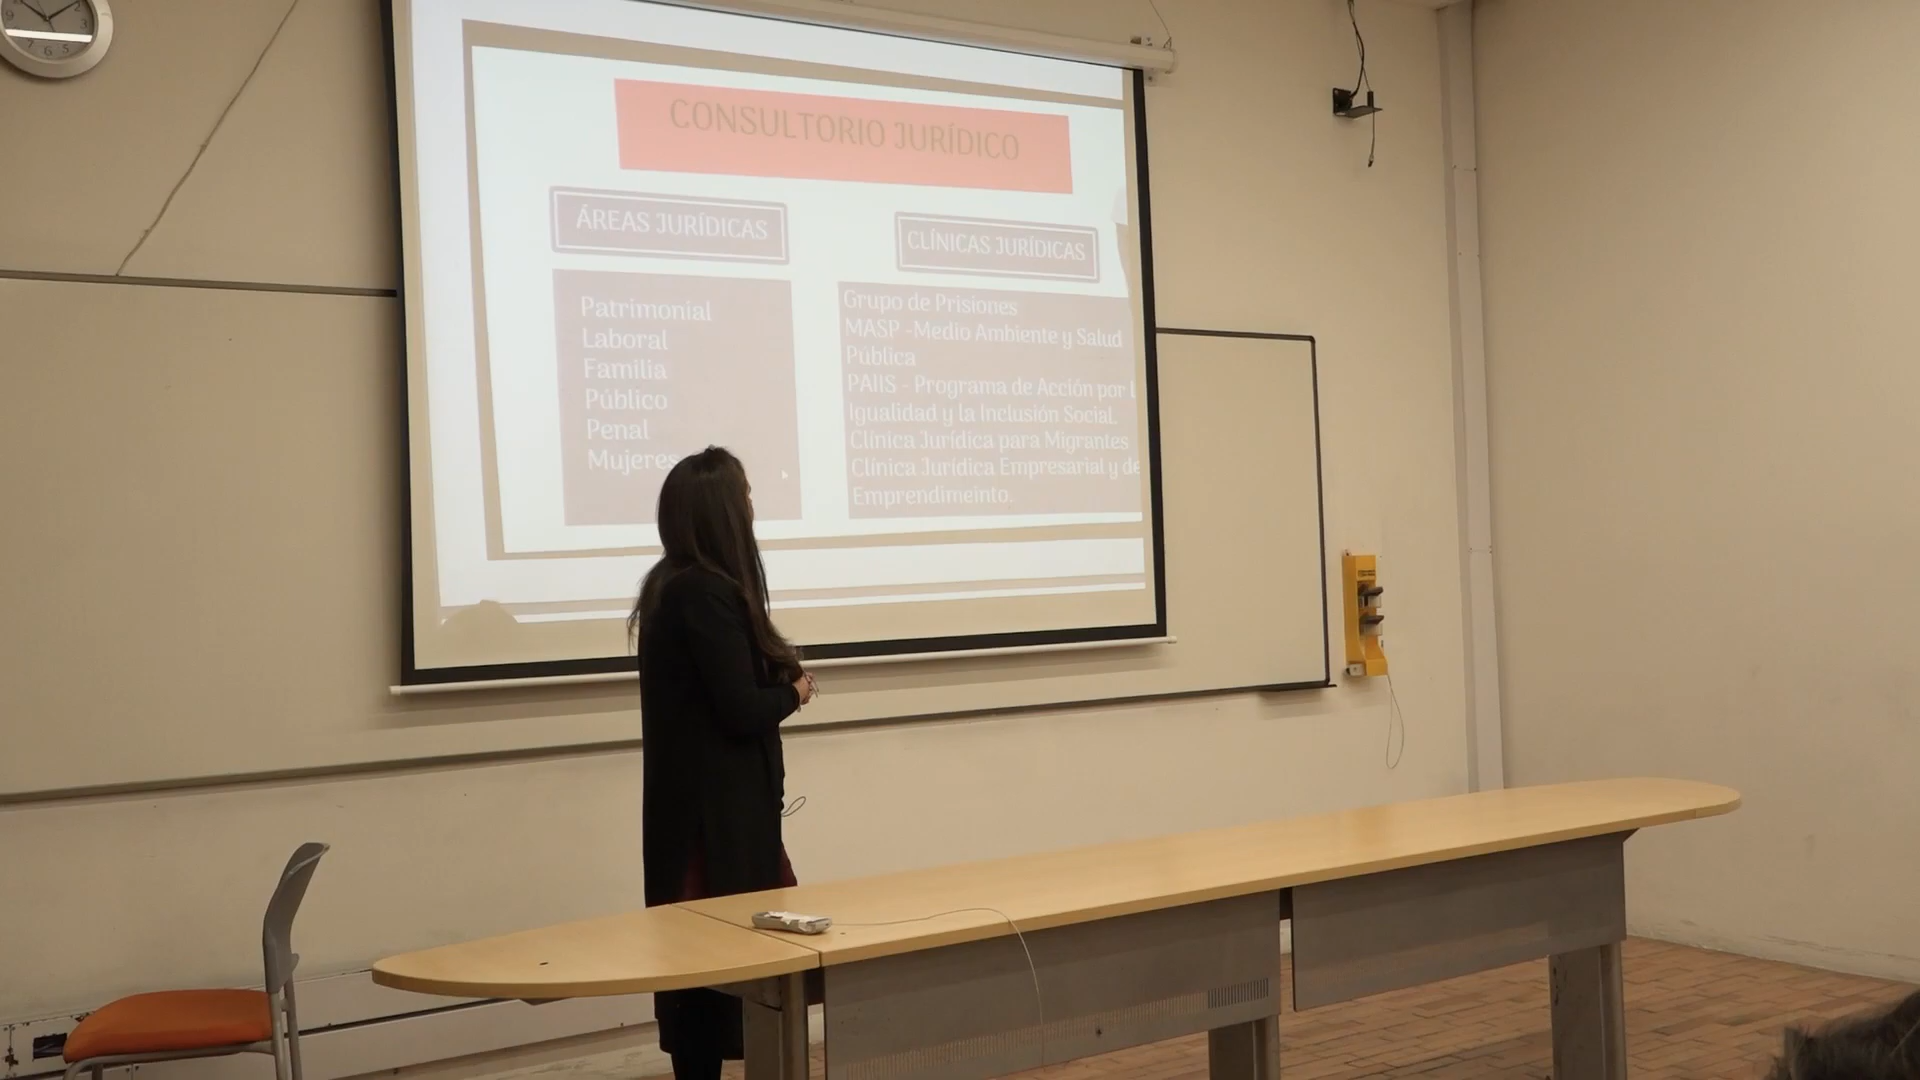 CONSULTORIO JURÍDICO
ÁREAS JURÍDICAS
Patrimonial
Laboral
Familia
Público
Penal
Mujeres
CLÍNICAS JURÍDICAS
Grupo de Prisiones
MASP -Medio Ambiente y Salud
Pública
PAIIS - Programa de Acción por
Igualidad y la Inclusión Social.
Clínica Jurídica para Migrantes
Clínica Jurídica Empresarial y de
Emprendimeinto.